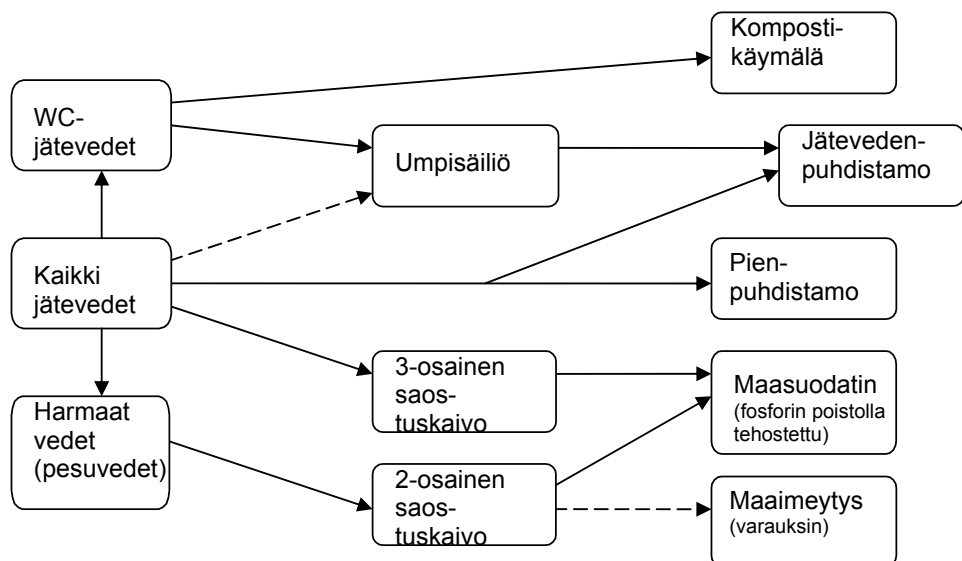 Komposti-
käymälä
WC-
jätevedet
Umpisäiliö
Jäteveden-
puhdistamo
Kaikki
jätevedet
Pien-
puhdistamo
3-osainen
saos-
tuskaivo
Maasuodatin
(fosforin poistolla
tehostettu)
Harmaat
vedet
(pesuvedet)
2-osainen
saos-
tuskaivo
Maaimeytys
(varauksin)